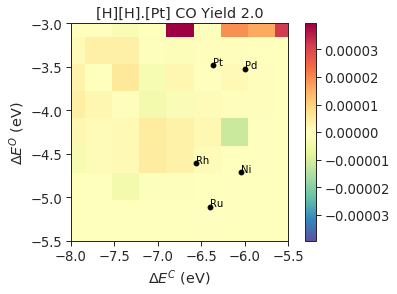 [H][H].[Pt] CO Yield 2.0
−3.0
−3.5
−4.0
−4.5
−5.0
−5.5
ΔE^O (eV)
Pt
Pd
Rh
Ni
Ru
−8.0 −7.5 −7.0 −6.5 −6.0 −5.5
ΔE^C (eV)
0.00003
0.00002
0.00001
0.00000
−0.00001
−0.00002
−0.00003